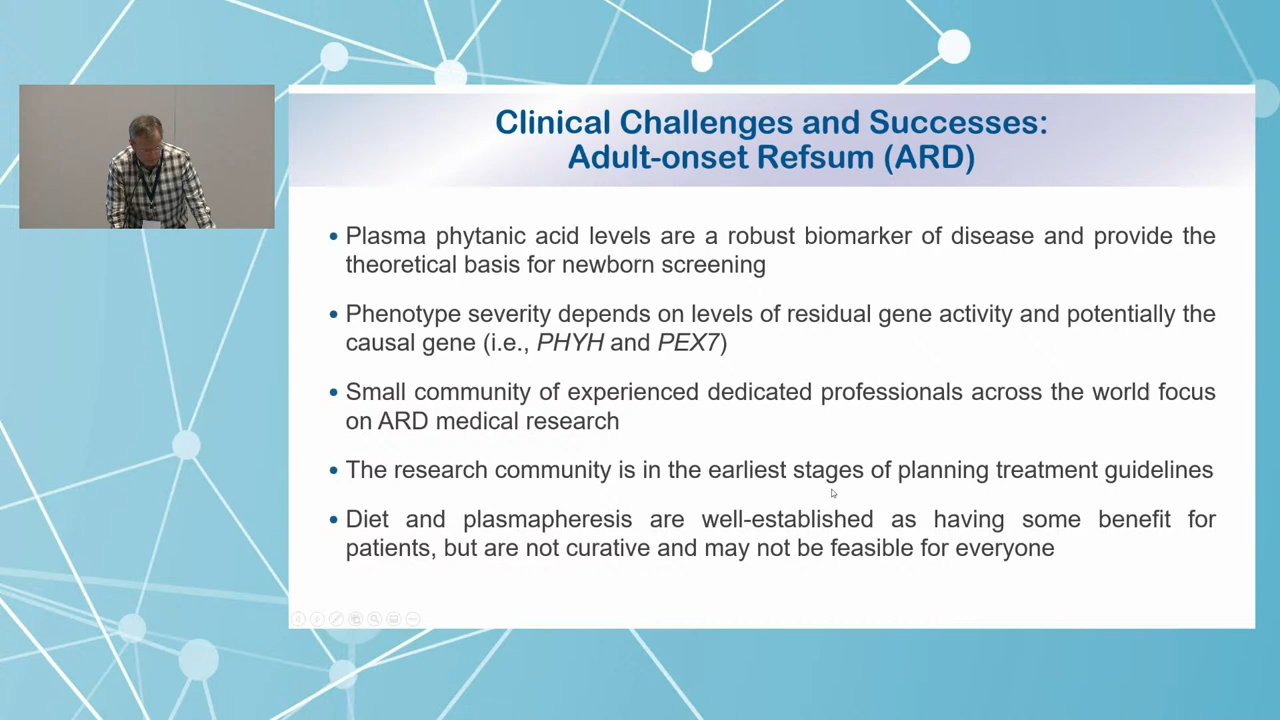 Clinical Challenges and Successes:
Adult-onset Refsum (ARD)
• Plasma phytanic acid levels are a robust biomarker of disease and provide the
theoretical basis for newborn screening
• Phenotype severity depends on levels of residual gene activity and potentially the
causal gene (i.e., PHYH and PEX7)
• Small community of experienced dedicated professionals across the world focus
on ARD medical research
• The research community is in the earliest stages of planning treatment guidelines
• Diet and plasmapheresis are well-established as having some benefit for
patients, but are not curative and may not be feasible for everyone